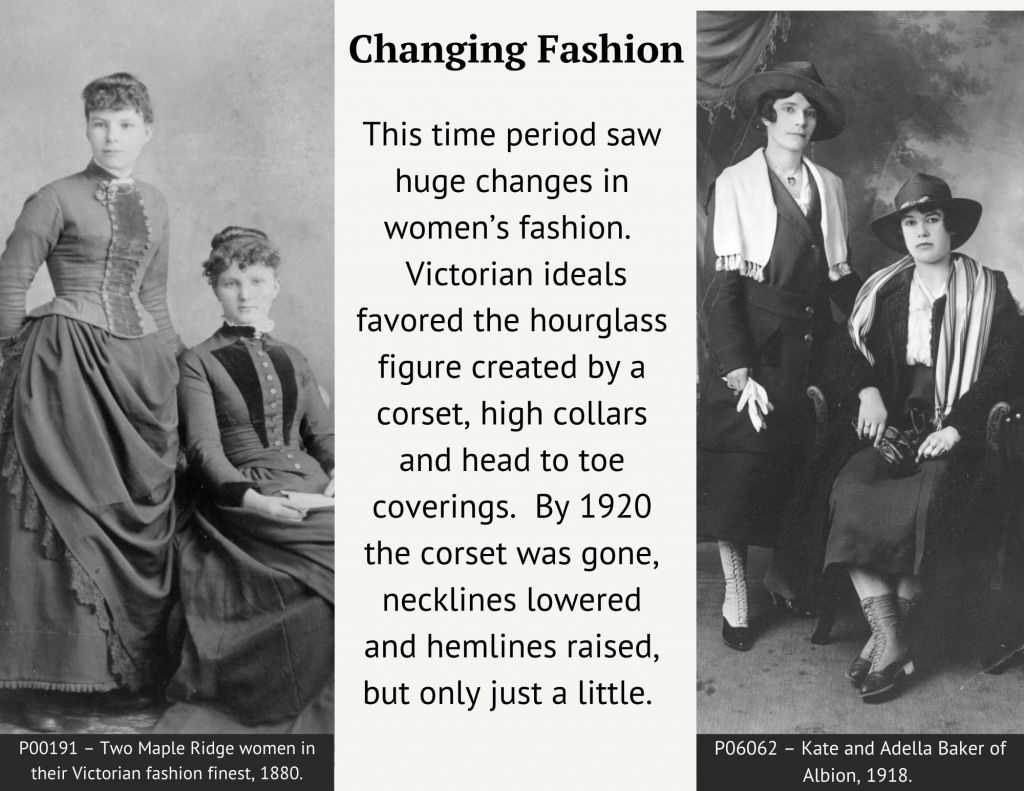 Changing Fashion
This time period saw
huge changes in
women’s fashion.
Victorian ideals
favored the hourglass
figure created by a
corset, high collars
and head to toe
coverings.  By 1920
the corset was gone,
necklines lowered
and hemlines raised,
but only just a little.
P00191 – Two Maple Ridge women in
their Victorian fashion finest, 1880.
P06062 – Kate and Adella Baker of
Albion, 1918.